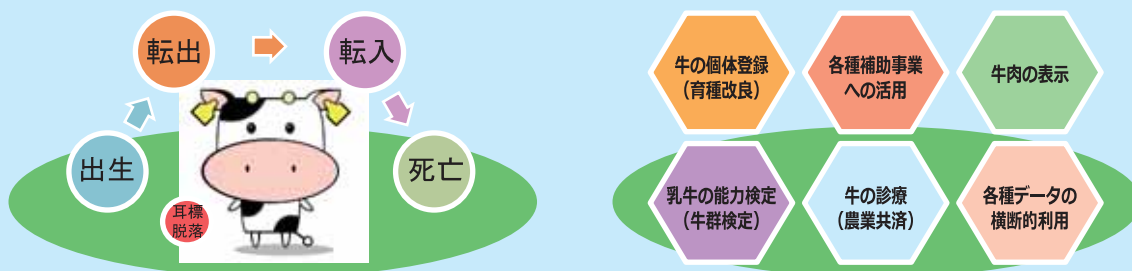 転出
転入
出生
死亡
耳標
脱落
牛の個体登録
（育種改良）
各種補助事業
への活用
牛肉の表示
乳牛の能力検定
（牛群検定）
牛の診療
（農業共済）
各種データの
横断的利用